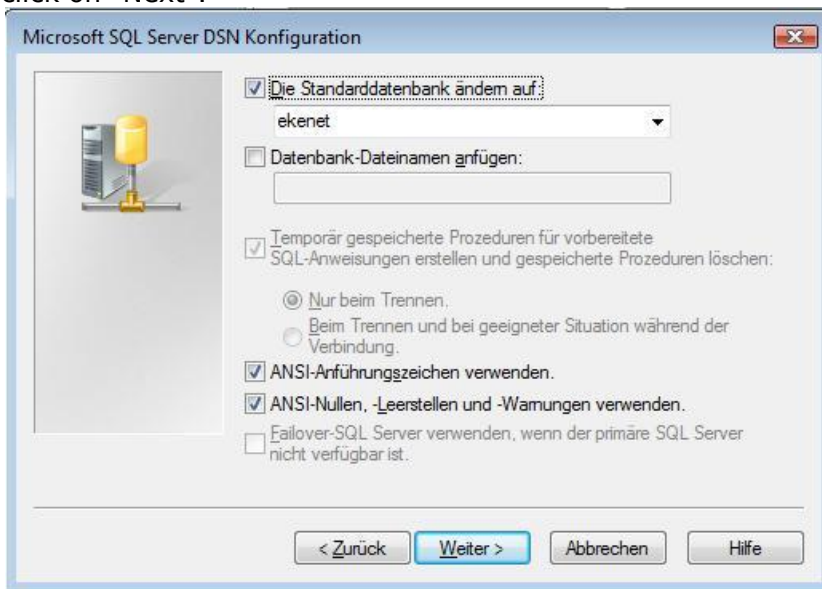 click on "Next".
Microsoft SQL Server DSN Konfiguration
Die Standarddatenbank ändern auf:
ekenet
Datenbank-Dateinamen anfügen:
Temporär gespeicherte Prozeduren für vorbereitete
SQL-Anweisungen erstellen und gespeicherte Prozeduren löschen:
Nur beim Trennen.
Beim Trennen und bei geeigneter Situation während der
Verbindung.
ANSI-Anführungszeichen verwenden.
ANSI-Nullen, -Leerstellen und -Warnungen verwenden.
Failover-SQL Server verwenden, wenn der primäre SQL Server
nicht verfügbar ist.
< Zurück Weiter > Abbrechen Hilfe